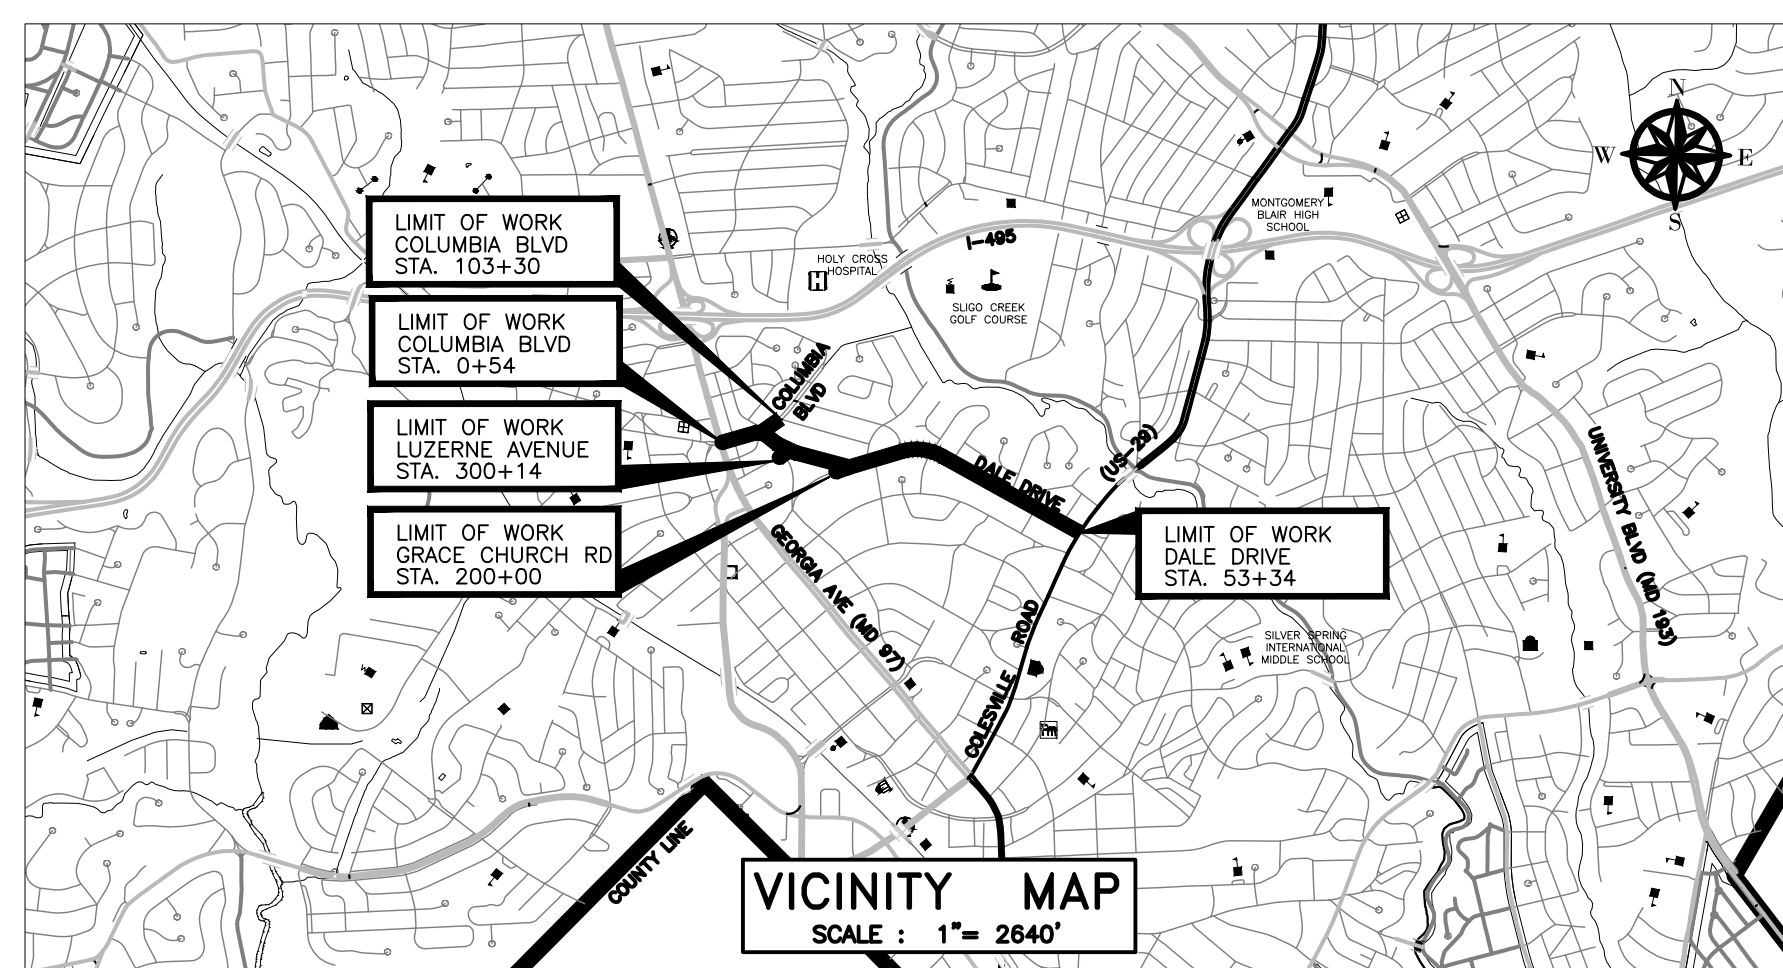 N
W
E
S
MONTGOMERY
BLAIR HIGH
SCHOOL
LIMIT OF WORK
COLUMBIA BLVD
STA. 103+30
I-495
HOLY CROSS
HOSPITAL
H
SLIGO CREEK
GOLF COURSE
LIMIT OF WORK
COLUMBIA BLVD
STA. 0+54
COLUMBIA
BLVD
LIMIT OF WORK
LUZERNE AVENUE
STA. 300+14
DALE DRIVE
(US-29)
UNIVERSITY BLVD (MD 193)
LIMIT OF WORK
GRACE CHURCH RD
STA. 200+00
GEORGIA AVE (MD 97)
LIMIT OF WORK
DALE DRIVE
STA. 53+34
COLESVILLE ROAD
SILVER SPRING
INTERNATIONAL
MIDDLE SCHOOL
COUNTY LINE
VICINITY MAP
SCALE : 1"= 2640'